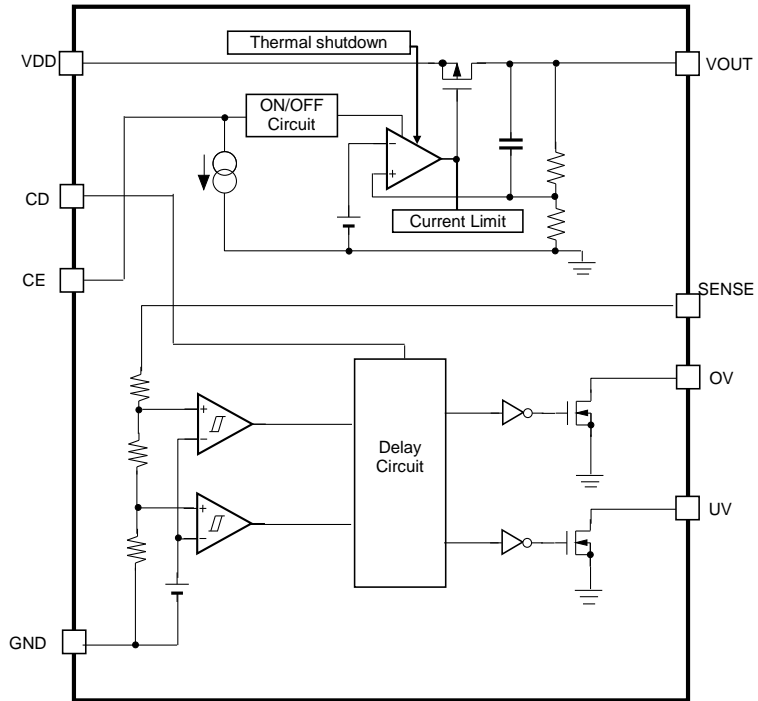 Thermal shutdown
VDD
VOUT
ON/OFF
Circuit
−
+
CD
Current Limit
CE
SENSE
OV
+
−
Delay
Circuit
UV
+
−
GND